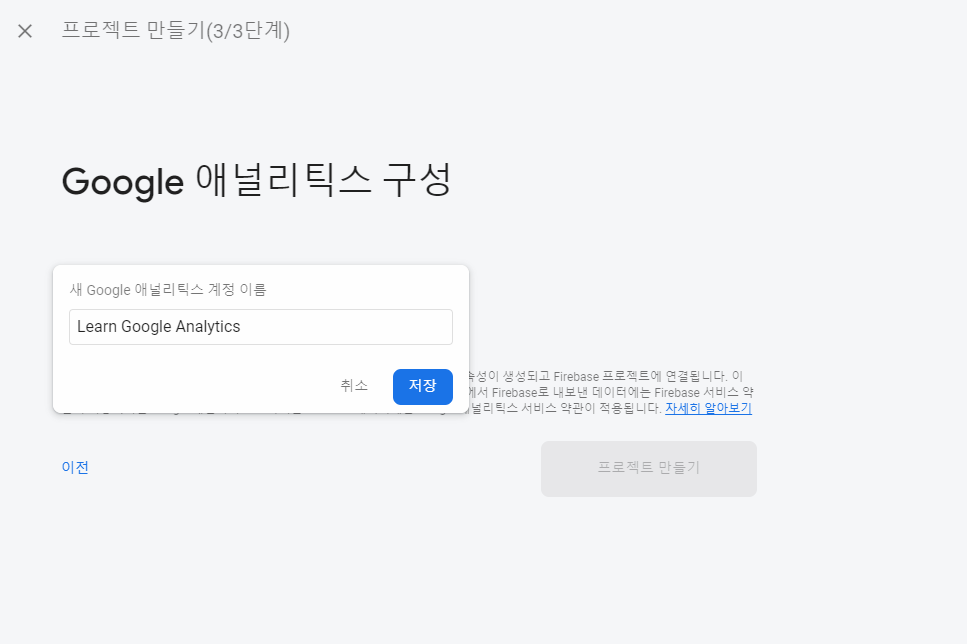 프로젝트 만들기(3/3단계)
Google 애널리틱스 구성
새 Google 애널리틱스 계정 이름
Learn Google Analytics
취소
저장
속성이 생성되고 Firebase 프로젝트에 연결됩니다. 이
에서 Firebase로 내보낸 데이터에는 Firebase 서비스 약
애널리틱스 서비스 약관이 적용됩니다. 자세히 알아보기
이전
프로젝트 만들기